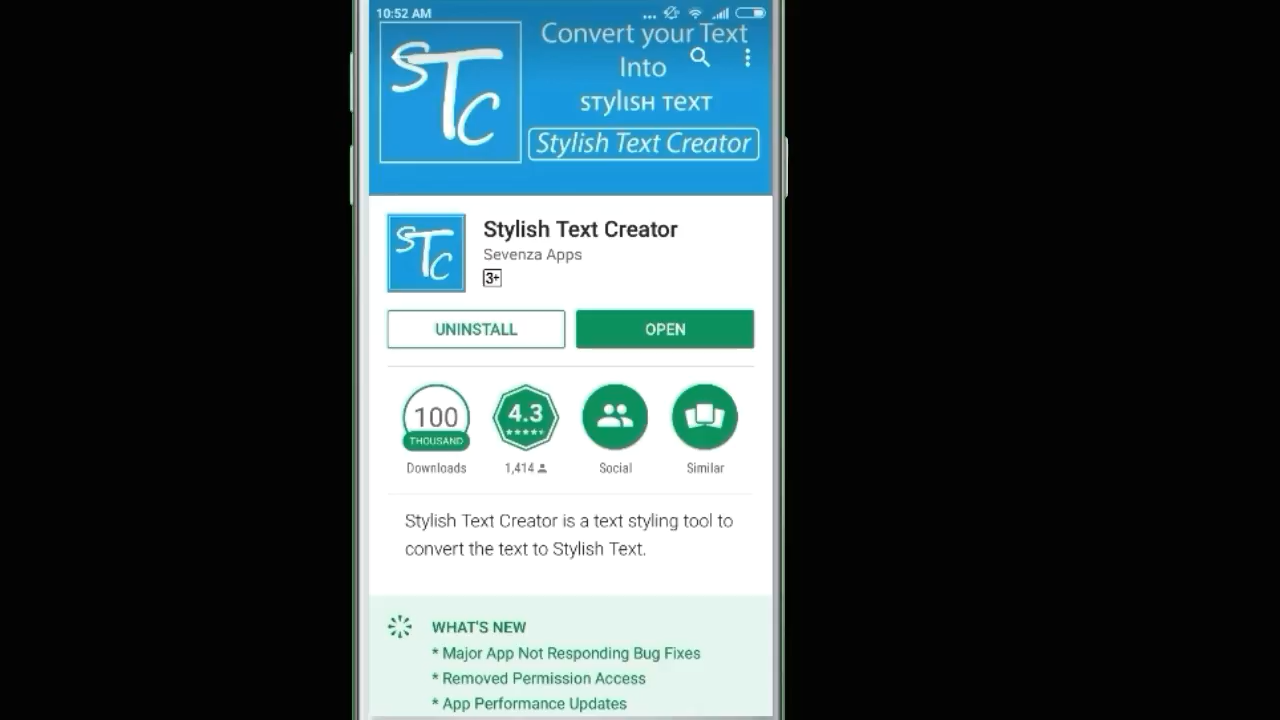 10:52 AM
STC
Convert your Text
Into
sтylιsн тeхт
Stylish Text Creator
STC
Stylish Text Creator
Sevenza Apps
3+
UNINSTALL
OPEN
100
THOUSAND
Downloads
4.3
1,414
Social
Similar
Stylish Text Creator is a text styling tool to
convert the text to Stylish Text.
WHAT'S NEW
* Major App Not Responding Bug Fixes
* Removed Permission Access
* App Performance Updates